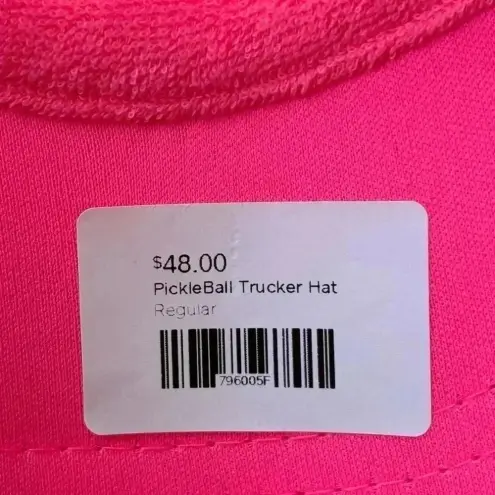 $48.00
PickleBall Trucker Hat
Regular
796005F